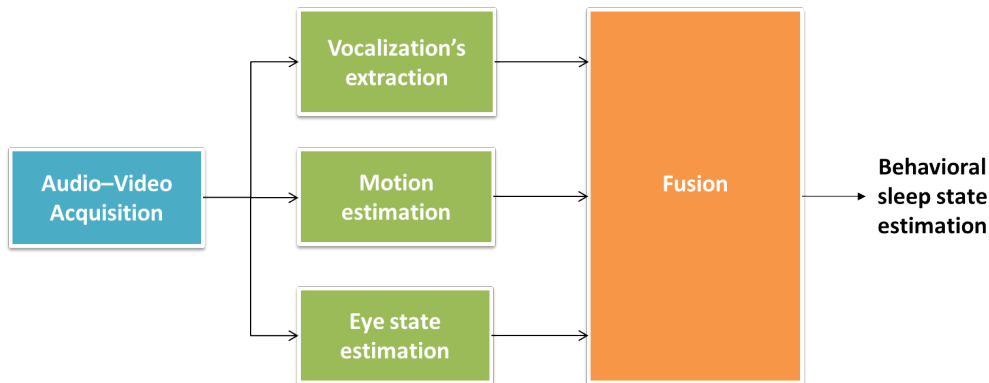 Vocalization's
extraction
Audio–Video
Acquisition
Motion
estimation
Eye state
estimation
Fusion
Behavioral
sleep state
estimation